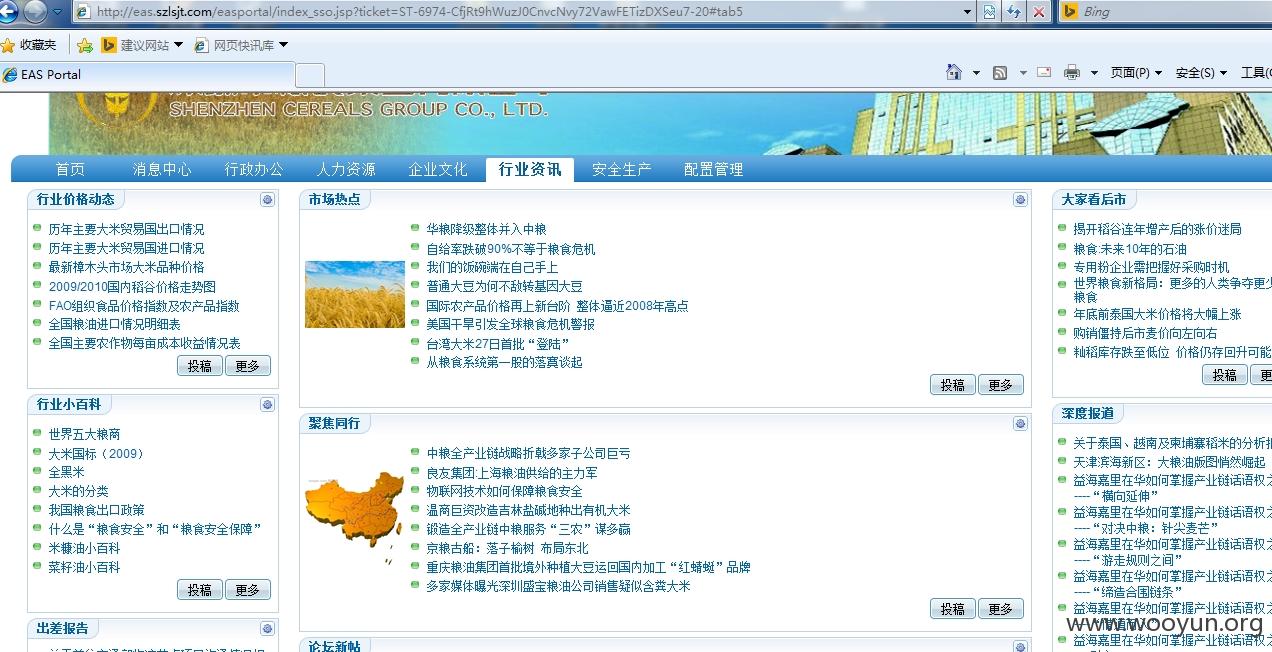 http://eas.szlsjt.com/easportal/index_sso.jsp?ticket=ST-6974-CfjRt9hWuzJ0CnvcNvy72VawFETizDXSeu7-20#tab5
Bing
收藏夹 建议网站 网页快讯库
EAS Portal
页面(P) 安全(S) 工具(
SHENZHEN CEREALS GROUP CO., LTD.
首页 消息中心 行政办公 人力资源 企业文化 行业资讯 安全生产 配置管理
行业价格动态
历年主要大米贸易国出口情况
历年主要大米贸易国进口情况
最新樟木头市场大米品种价格
2009/2010国内稻谷价格走势图
FAO组织食品价格指数及农产品指数
全国粮油进口情况明细表
全国主要农作物每亩成本收益情况表
投稿 更多
行业小百科
世界五大粮商
大米国标（2009）
全黑米
大米的分类
我国粮食出口政策
什么是“粮食安全”和“粮食安全保障”
米糠油小百科
菜籽油小百科
投稿 更多
出差报告
市场热点
华粮降级整体并入中粮
自给率跌破90%不等于粮食危机
我们的饭碗端在自己手上
普通大豆为何不敌转基因大豆
国际农产品价格再上新台阶 整体逼近2008年高点
美国干旱引发全球粮食危机警报
台湾大米27日首批“登陆”
从粮食系统第一股的落寞谈起
投稿 更多
聚焦同行
中粮全产业链战略折戟多家子公司巨亏
良友集团:上海粮油供给的主力军
物联网技术如何保障粮食安全
温商巨资改造吉林盐碱地种出有机大米
锻造全产业链中粮服务“三农”谋多赢
京粮古船：落子榆树 布局东北
重庆粮油集团首批境外种植大豆运回国内加工“红蜻蜓”品牌
多家媒体曝光深圳盛宝粮油公司销售疑似含粪大米
投稿 更多
论坛新帖
大家看后市
揭开稻谷连年增产后的涨价迷局
粮食:未来10年的石油
专用粉企业需把握好采购时机
世界粮食新格局：更多的人类争夺更少
粮食
年底前泰国大米价格将大幅上涨
购销僵持后市麦价向左向右
籼稻库存跌至低位 价格仍存回升可能
投稿 更
深度报道
关于泰国、越南及柬埔寨稻米的分析报
天津滨海新区：大粮油版图悄然崛起
益海嘉里在华如何掌握产业链话语权之
----“横向延伸”
益海嘉里在华如何掌握产业链话语权之
----“对决中粮：针尖麦芒”
益海嘉里在华如何掌握产业链话语权之
----“游走规则之间”
益海嘉里在华如何掌握产业链话语权之
----“缔造合围链条”
益海嘉里在华如何掌握产业链话语权之
www.wooyun.org
益海嘉里在华如何掌握产业链话语权之